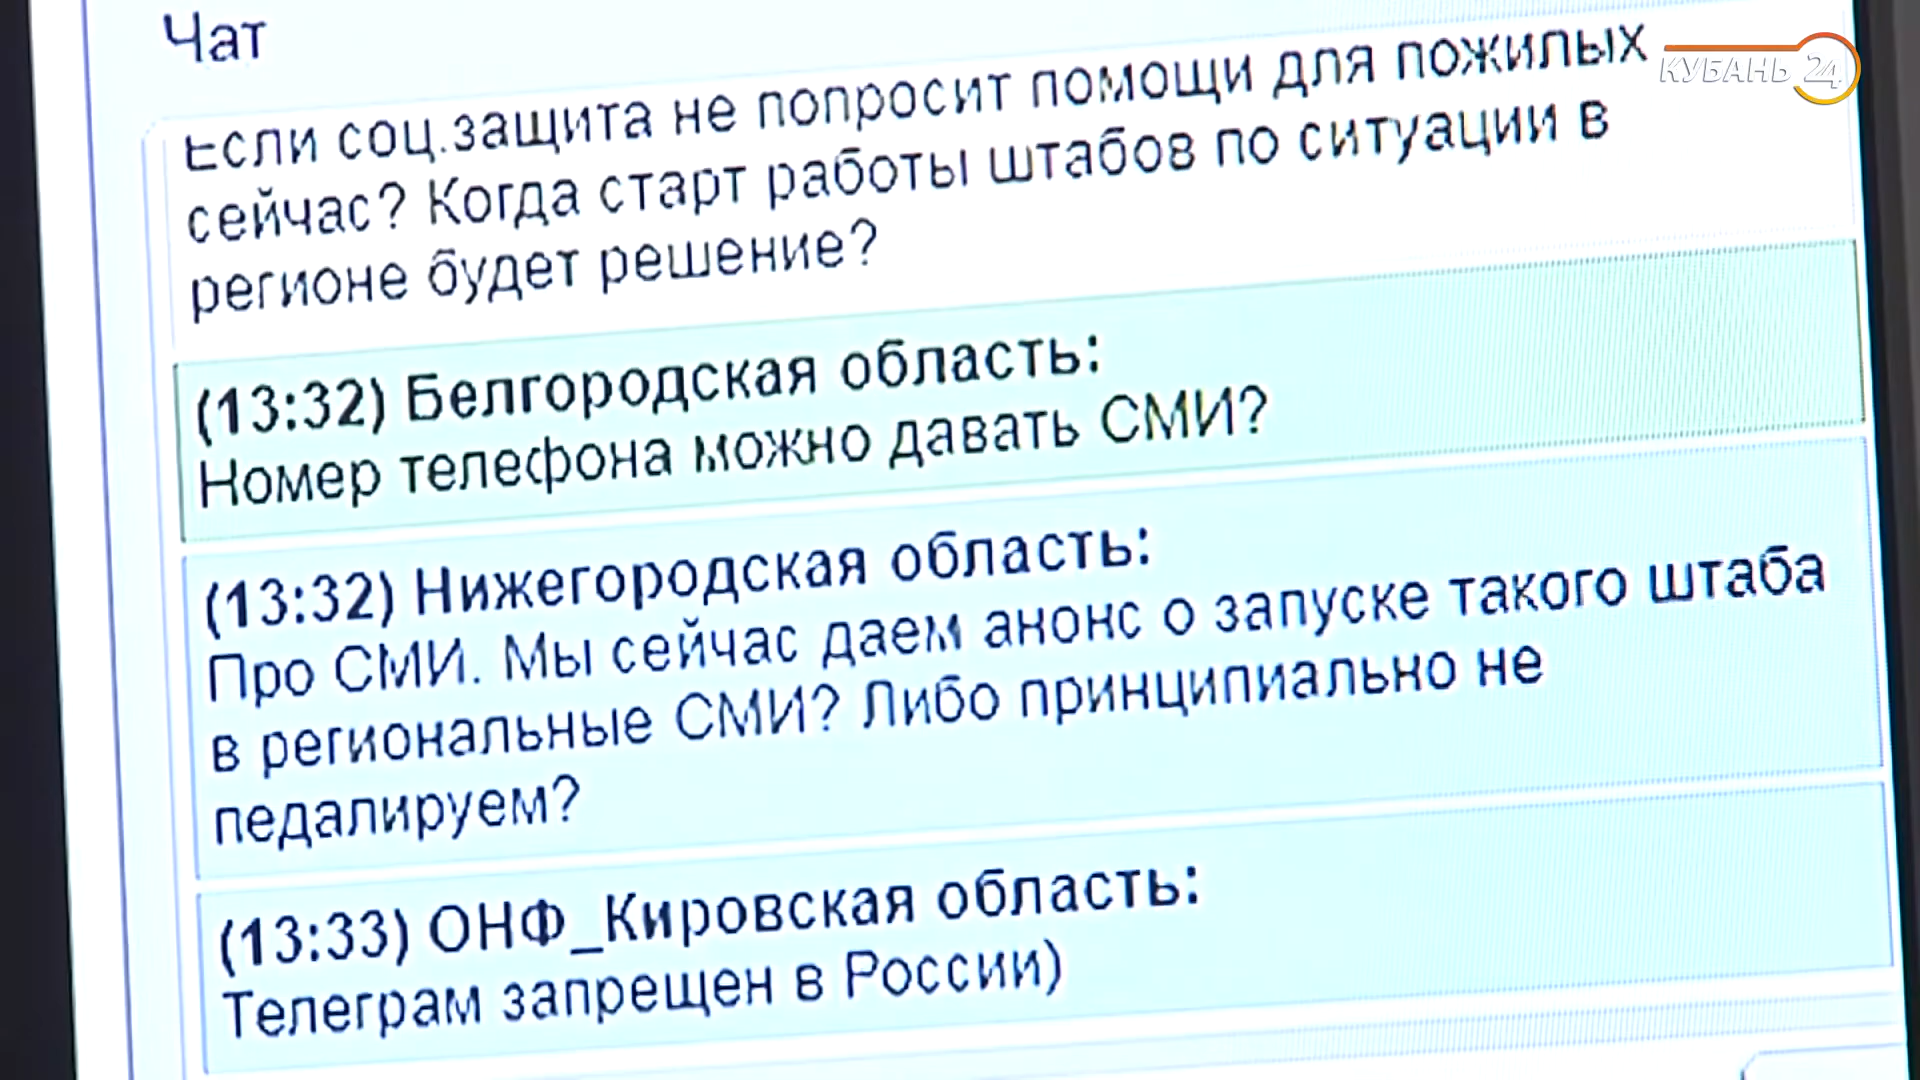 Чат
КУБАНЬ 24
Если соц.защита не попросит помощи для пожилых
сейчас? Когда старт работы штабов по ситуации в
регионе будет решение?
(13:32) Белгородская область:
Номер телефона можно давать СМИ?
(13:32) Нижегородская область:
Про СМИ. Мы сейчас даем анонс о запуске такого штаба
в региональные СМИ? Либо принципиально не
педалируем?
(13:33) ОНФ_Кировская область:
Телеграм запрещен в России)